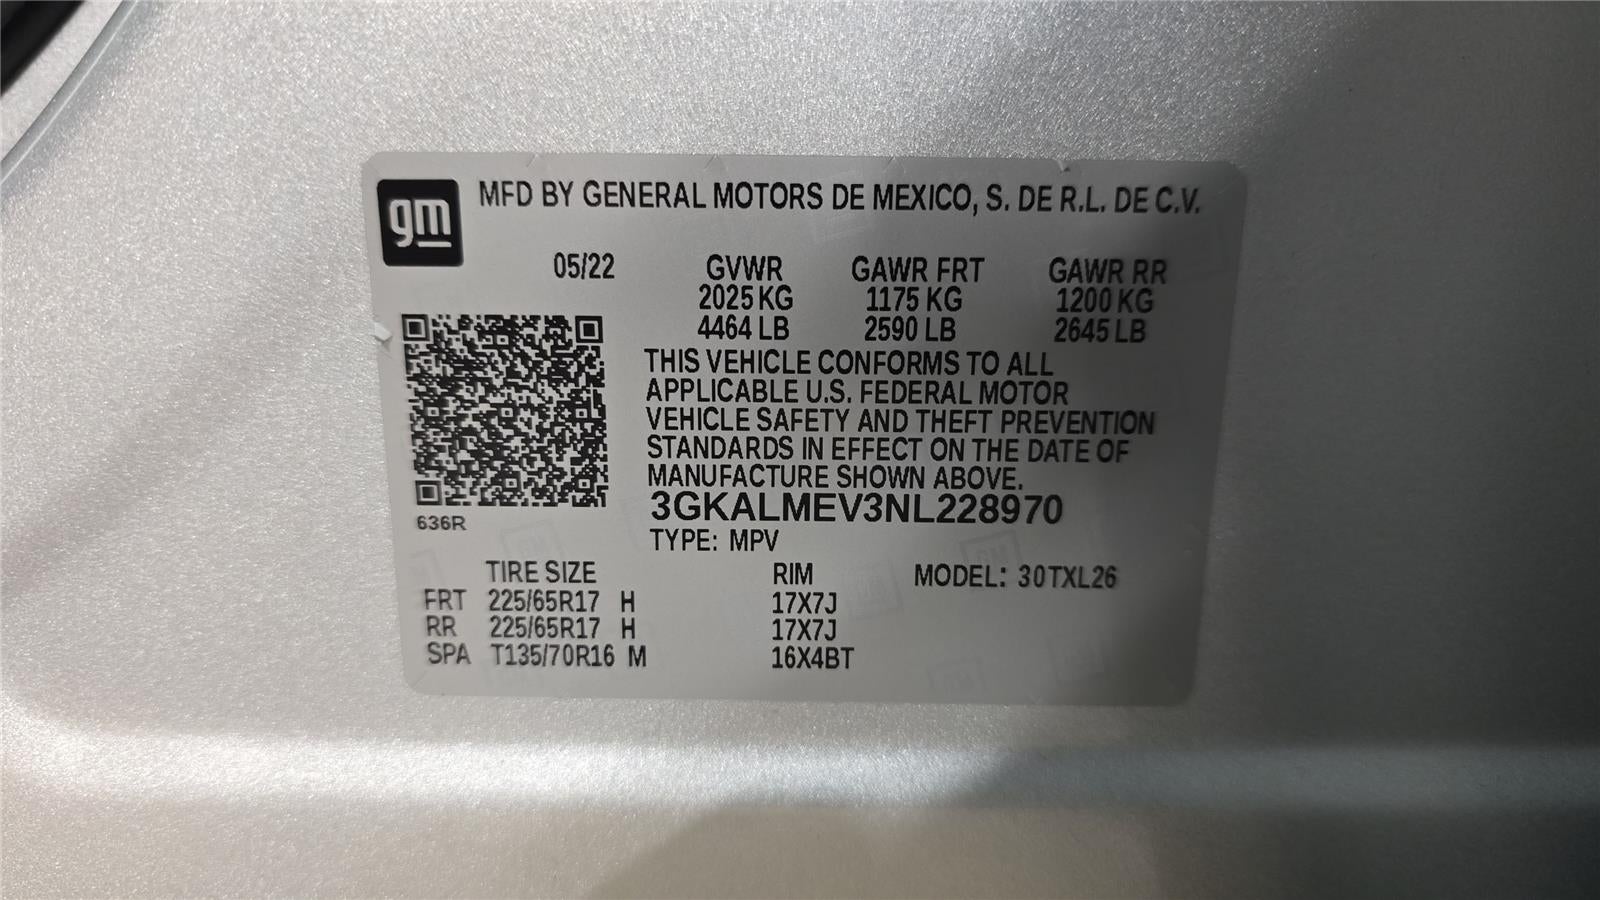 gm
MFD BY GENERAL MOTORS DE MEXICO, S. DE R.L. DE C.V.
05/22 GVWR GAWR FRT GAWR RR
2025 KG 1175 KG 1200 KG
4464 LB 2590 LB 2645 LB
THIS VEHICLE CONFORMS TO ALL
APPLICABLE U.S. FEDERAL MOTOR
VEHICLE SAFETY AND THEFT PREVENTION
STANDARDS IN EFFECT ON THE DATE OF
MANUFACTURE SHOWN ABOVE.
3GKALMEV3NL228970
636R
TYPE: MPV
TIRE SIZE RIM MODEL: 30TXL26
FRT 225/65R17 H 17X7J
RR 225/65R17 H 17X7J
SPA T135/70R16 M 16X4BT